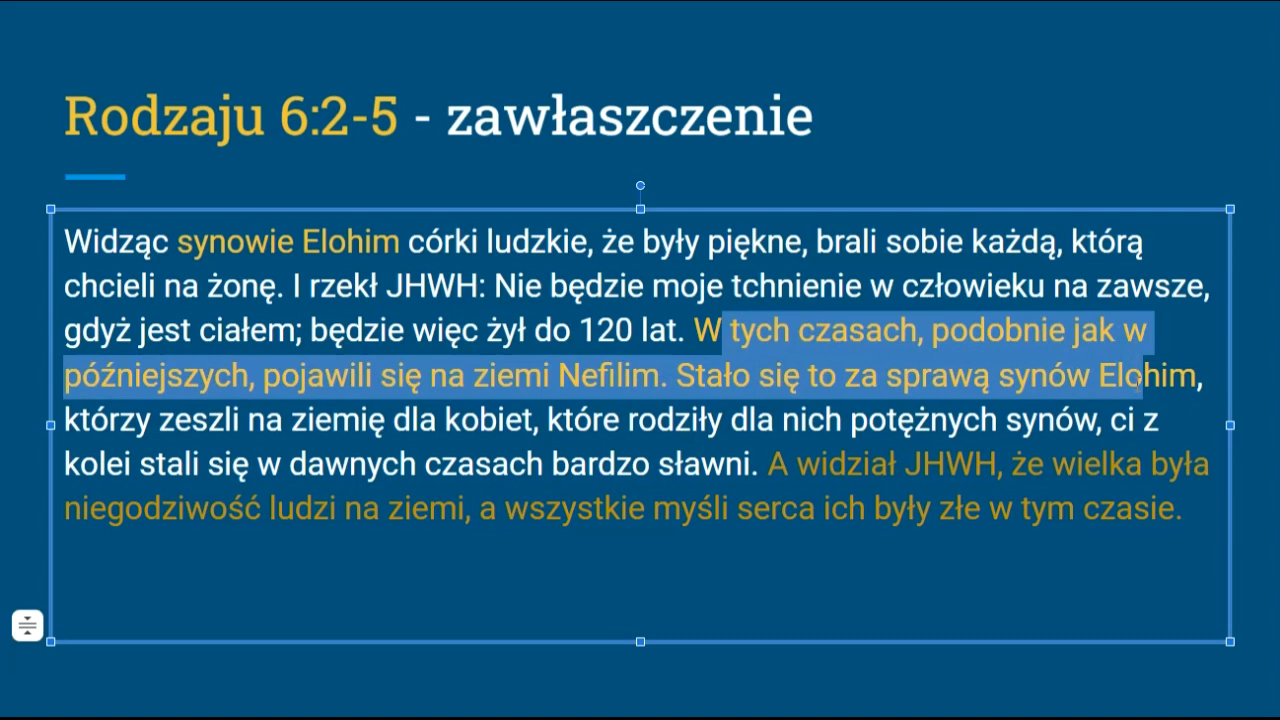 Rodzaju 6:2-5 - zawłaszczenie
Widząc synowie Elohim córki ludzkie, że były piękne, brali sobie każdą, którą
chcieli na żonę. I rzekł JHWH: Nie będzie moje tchnienie w człowieku na zawsze,
gdyż jest ciałem; będzie więc żył do 120 lat. W tych czasach, podobnie jak w
późniejszych, pojawili się na ziemi Nefilim. Stało się to za sprawą synów Elohim,
którzy zeszli na ziemię dla kobiet, które rodziły dla nich potężnych synów, ci z
kolei stali się w dawnych czasach bardzo sławni. A widział JHWH, że wielka była
niegodziwość ludzi na ziemi, a wszystkie myśli serca ich były złe w tym czasie.